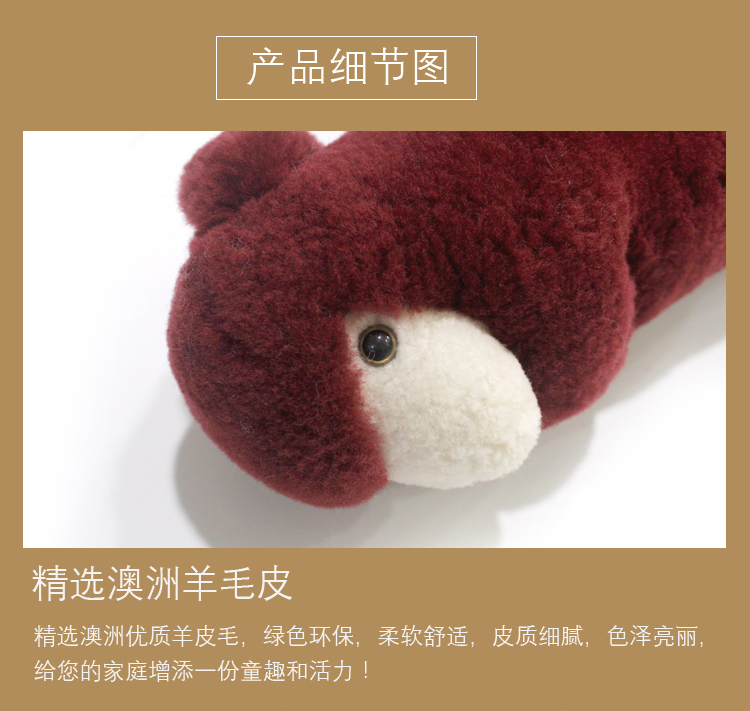 产品细节图
精选澳洲羊毛皮
精选澳洲优质羊皮毛，绿色环保，柔软舒适，皮质细腻，色泽亮丽，
给您的家庭增添一份童趣和活力！